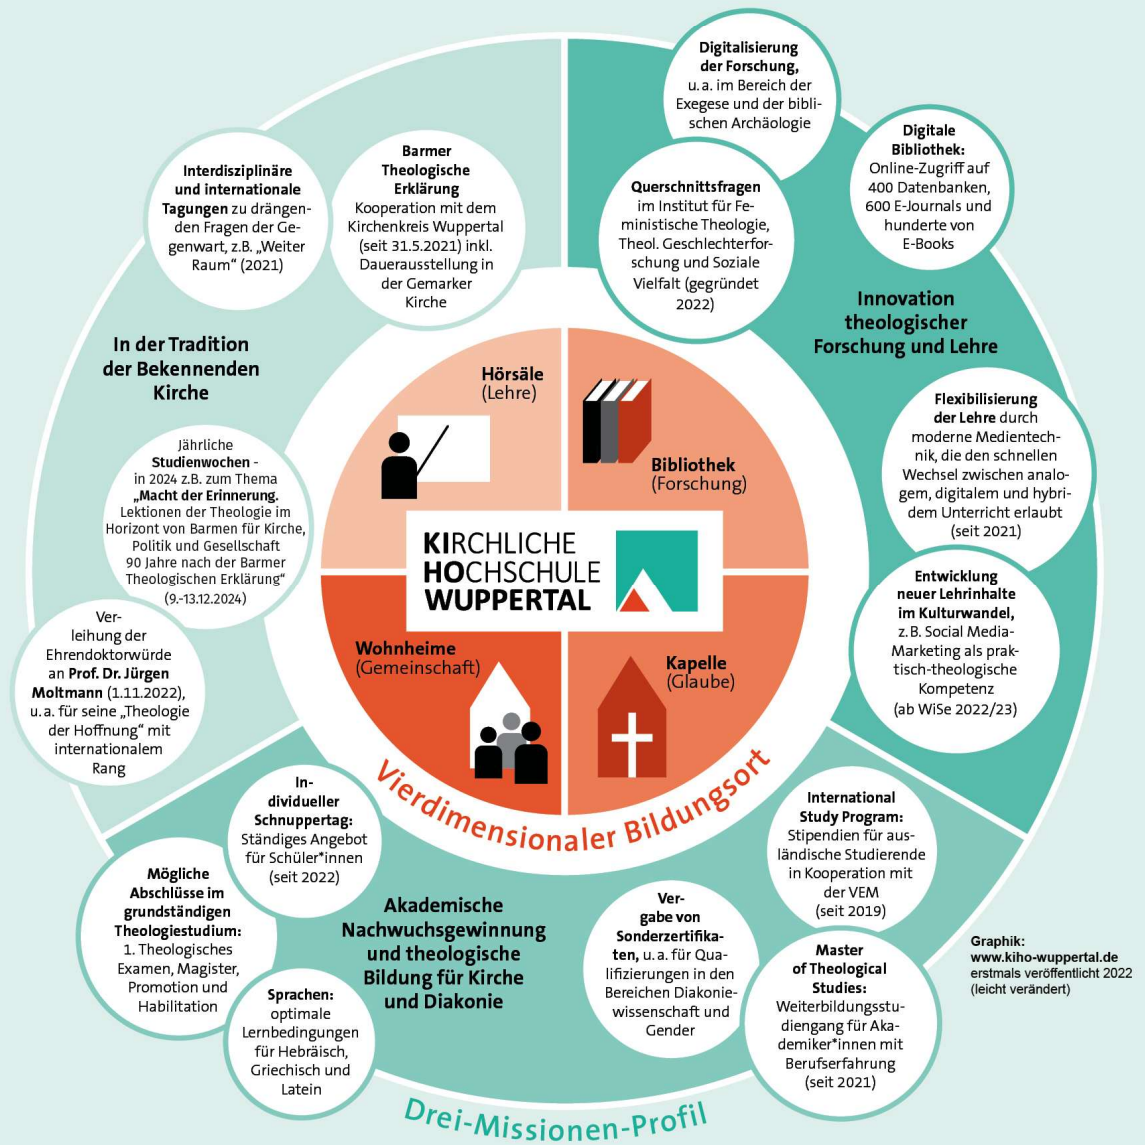 Digitalisierung
der Forschung,
u. a. im Bereich der
Exegese und der bibli-
schen Archäologie
Digitale
Bibliothek:
Online-Zugriff auf
400 Datenbanken,
600 E-Journals und
hunderte von
E-Books
Querschnittsfragen
im Institut für Fe-
ministische Theologie,
Theol. Geschlechterfor-
schung und Soziale
Vielfalt (gegründet
2022)
Innovation
theologischer
Forschung und Lehre
Flexibilisierung
der Lehre durch
moderne Medientech-
nik, die den schnellen
Wechsel zwischen analo-
gem, digitalem und hybri-
dem Unterricht erlaubt
(seit 2021)
Entwicklung
neuer Lehrinhalte
im Kulturwandel,
z. B. Social Media-
Marketing als prak-
tisch-theologische
Kompetenz
(ab WiSe 2022/23)
Interdisziplinäre
und internationale
Tagungen zu drängen-
den Fragen der Ge-
genwart, z.B. „Weiter
Raum“ (2021)
Barmer
Theologische
Erklärung
Kooperation mit dem
Kirchenkreis Wuppertal
(seit 31.5.2021) inkl.
Dauerausstellung in
der Gemarker
Kirche
In der Tradition
der Bekennenden
Kirche
Jährliche
Studienwochen -
in 2024 z.B. zum Thema
„Macht der Erinnerung.
Lektionen der Theologie im
Horizont von Barmen für Kirche,
Politik und Gesellschaft
90 Jahre nach der Barmer
Theologischen Erklärung“
(9.-13.12.2024)
Ver-
leihung der
Ehrendoktorwürde
an Prof. Dr. Jürgen
Moltmann (1.11.2022),
u. a. für seine „Theologie
der Hoffnung“ mit
internationalem
Rang
Hörsäle
(Lehre)
Bibliothek
(Forschung)
KIRCHLICHE
HOCHSCHULE
WUPPERTAL
Wohnheime
(Gemeinschaft)
Kapelle
(Glaube)
Vierdimensionaler Bildungsort
In-
dividueller
Schnuppertag:
Ständiges Angebot
für Schüler*innen
(seit 2022)
Mögliche
Abschlüsse im
grundständigen
Theologiestudium:
1. Theologisches
Examen, Magister,
Promotion und
Habilitation
Sprachen:
optimale
Lernbedingungen
für Hebräisch,
Griechisch und
Latein
Akademische
Nachwuchsgewinnung
und theologische
Bildung für Kirche
und Diakonie
Ver-
gabe von
Sonderzertifika-
ten, u. a. für Qua-
lifizierungen in den
Bereichen Diakonie-
wissenschaft und
Gender
International
Study Program:
Stipendien für aus-
ländische Studierende
in Kooperation mit
der VEM
(seit 2019)
Master
of Theological
Studies:
Weiterbildungsstu-
diengang für Aka-
demiker*innen mit
Berufserfahrung
(seit 2021)
Drei-Missionen-Profil
Graphik:
www.kiho-wuppertal.de
erstmals veröffentlicht 2022
(leicht verändert)